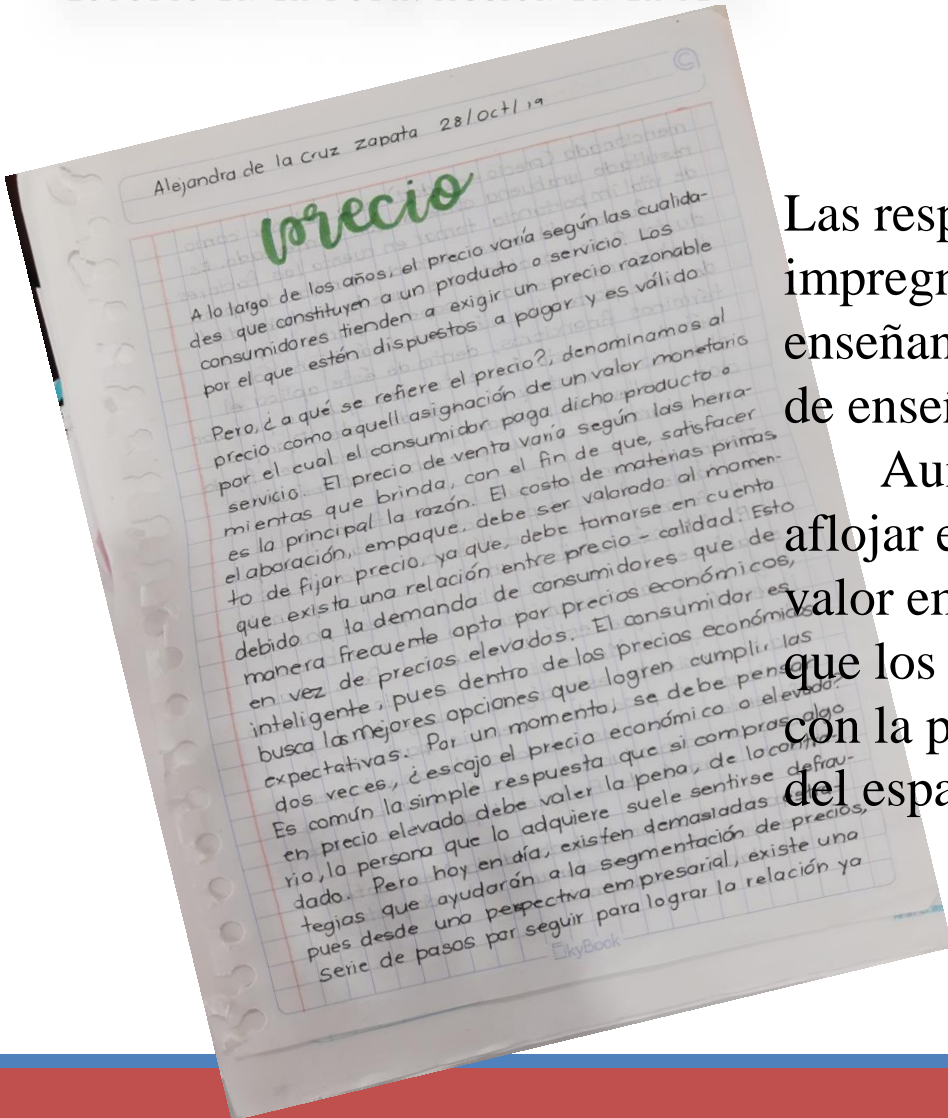 Alejandra de la Cruz Zapata 28/Oct/19
precio
A lo largo de los años, el precio varía según las cualida-
des que constituyen a un producto o servicio. Los
consumidores tienden a exigir un precio razonable
por el que estén dispuestos a pagar y es válido
Pero, ¿a qué se refiere el precio?, denominamos al
precio como aquell asignación de un valor monetario
por el cual el consumidor paga dicho producto o
servicio. El precio de venta varía según las herra-
mientas que brinda, con el fin de que, satisfacer
es la principal la razón. El costo de materias primas
elaboración, empaque, debe ser valorado al momen-
to de fijar precio, ya que, debe tomarse en cuenta
que exista una relación entre precio - calidad. Esto
debido a la demanda de consumidores que de
manera frecuente opta por precios económicos,
en vez de precios elevados. El consumidor es
inteligente, pues dentro de los precios económicos
busca las mejores opciones que logren cumplir las
expectativas. Por un momento, se debe pensar
dos veces, ¿escojo el precio económico o elevado?
Es común la simple respuesta que si compras algo
en precio elevado debe valer la pena, de lo contra-
rio, la persona que lo adquiere suele sentirse defrau-
dado. Pero hoy en día, existen demasiadas estra-
tegias que ayudarán a la segmentación de precios,
pues desde una perspectiva empresarial, existe una
serie de pasos por seguir para lograr la relación ya
SkyBook
Las resp
impregn
enseñan
de ense
Au
aflojar e
valor en
que los
con la p
del espa